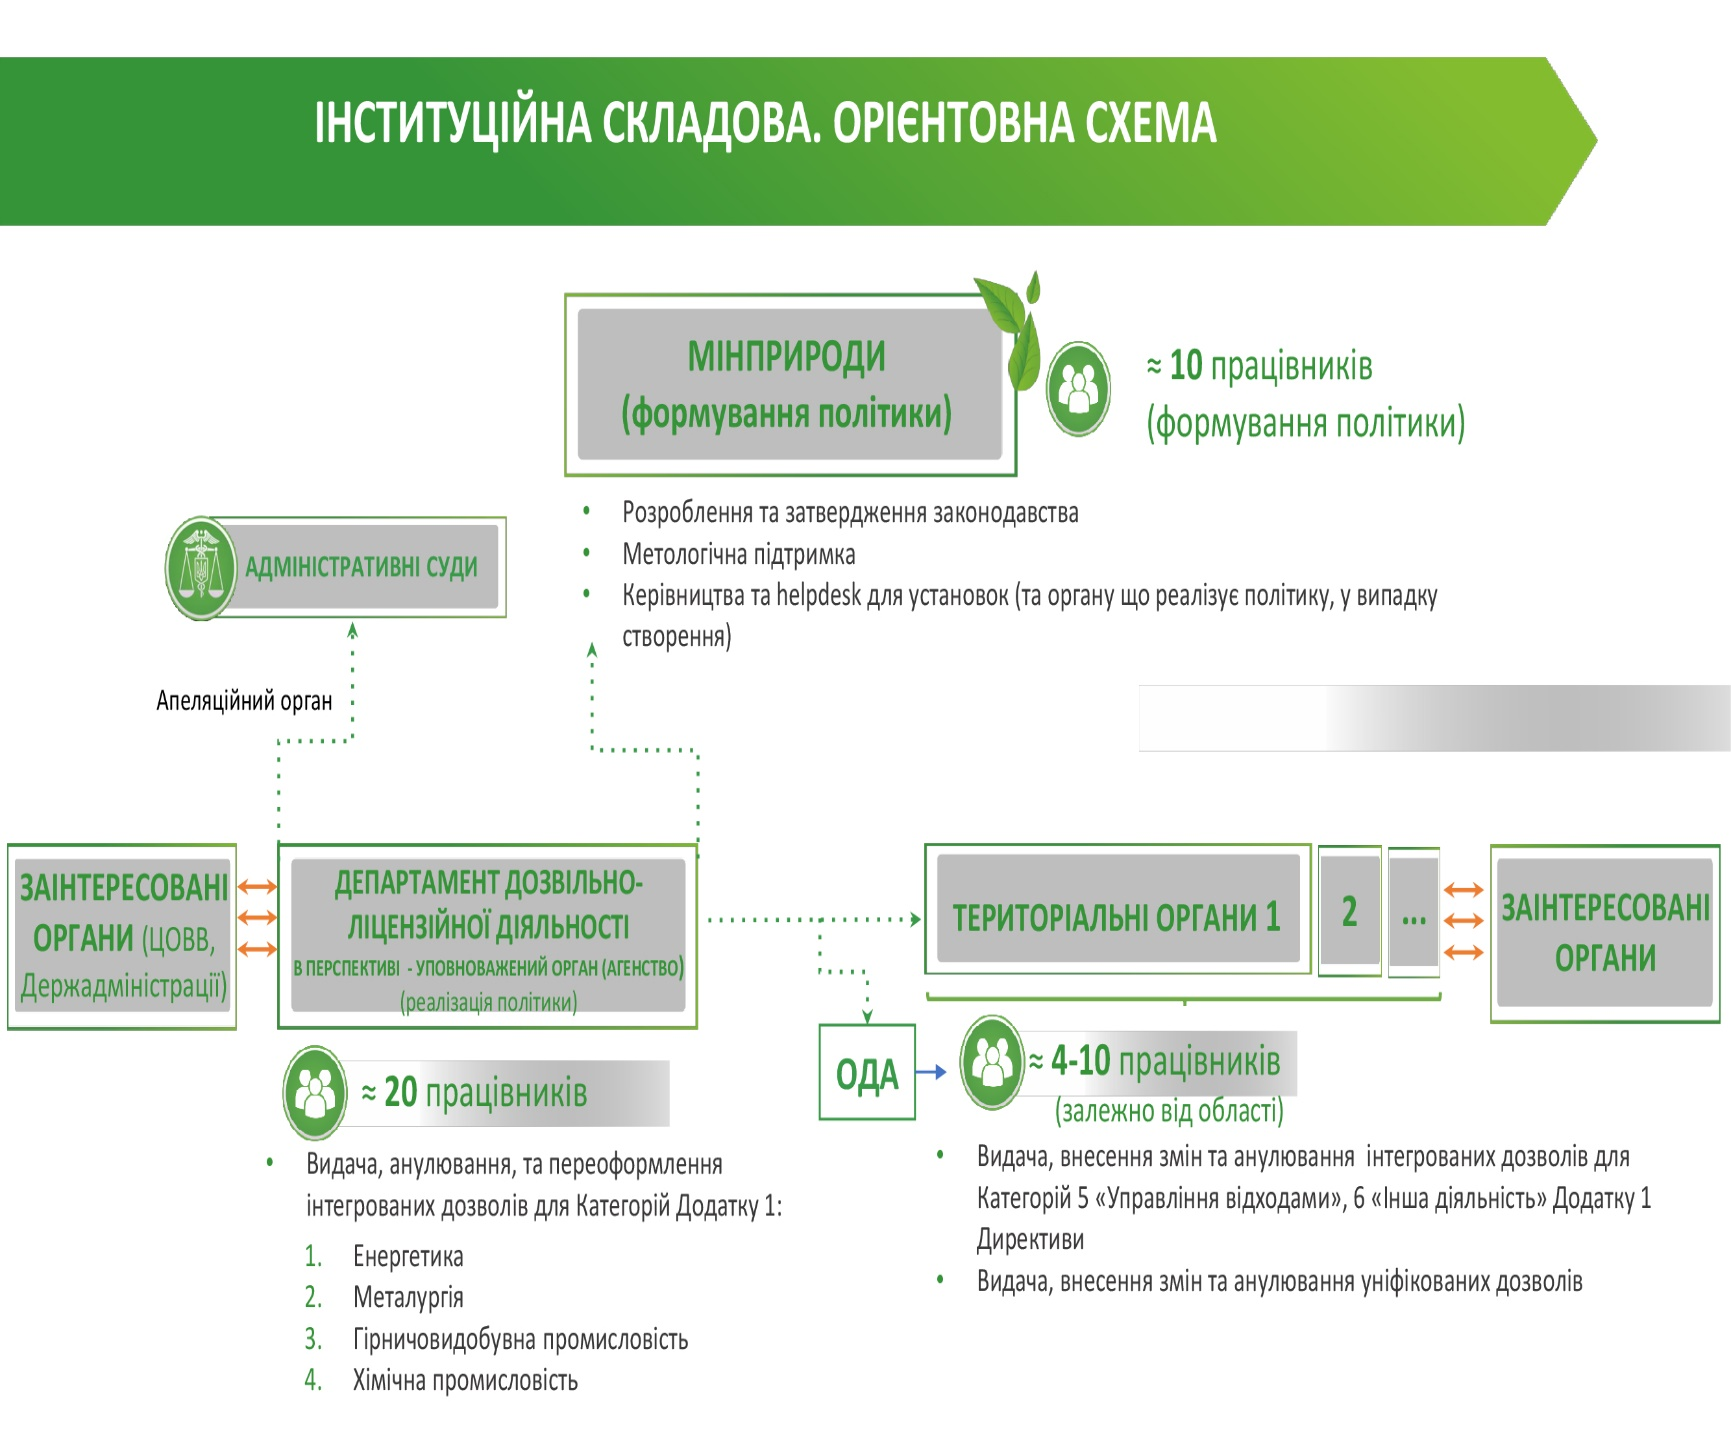 ІНСТИТУЦІЙНА СКЛАДОВА. ОРІЄНТОВНА СХЕМА
МІНПРИРОДИ
(формування політики)
≈ 10 працівників
(формування політики)
• Розроблення та затвердження законодавства
• Метологічна підтримка
• Керівництва та helpdesk для установок (та органу що реалізує політику, у випадку
створення)
АДМІНІСТРАТИВНІ СУДИ
Апеляційний орган
ЗАІНТЕРЕСОВАНІ
ОРГАНИ (ЦОВВ,
Держадміністрації)
ДЕПАРТАМЕНТ ДОЗВІЛЬНО-
ЛІЦЕНЗІЙНОЇ ДІЯЛЬНОСТІ
В ПЕРСПЕКТИВІ - УПОВНОВАЖЕНИЙ ОРГАН (АГЕНСТВО)
(реалізація політики)
≈ 20 працівників
• Видача, анулювання, та переоформлення
інтегрованих дозволів для Категорій Додатку 1:
1. Енергетика
2. Металургія
3. Гірничовидобувна промисловість
4. Хімічна промисловість
ТЕРИТОРІАЛЬНІ ОРГАНИ 1
2
...
ЗАІНТЕРЕСОВАНІ
ОРГАНИ
ОДА
≈ 4-10 працівників
(залежно від області)
• Видача, внесення змін та анулювання інтегрованих дозволів для
Категорій 5 «Управління відходами», 6 «Інша діяльність» Додатку 1
Директиви
• Видача, внесення змін та анулювання уніфікованих дозволів